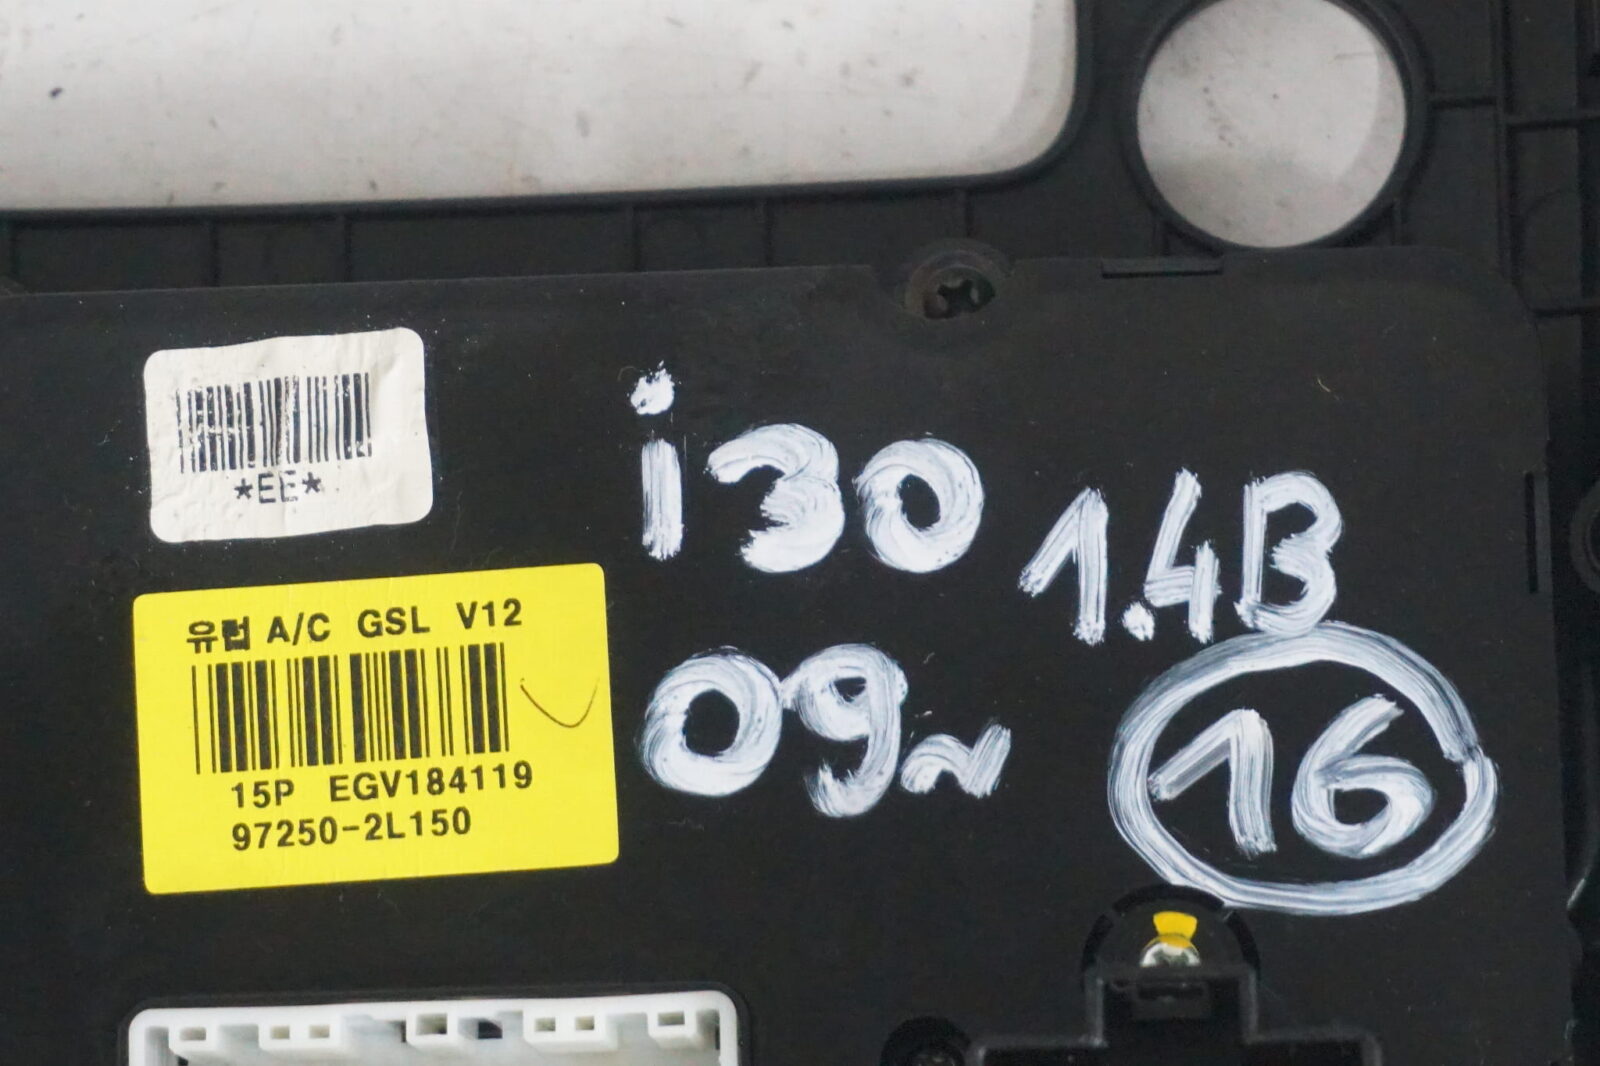 *EE*
i30 1.4B
09~
16
유럽 A/C GSL V12
15P EGV184119
97250-2L150